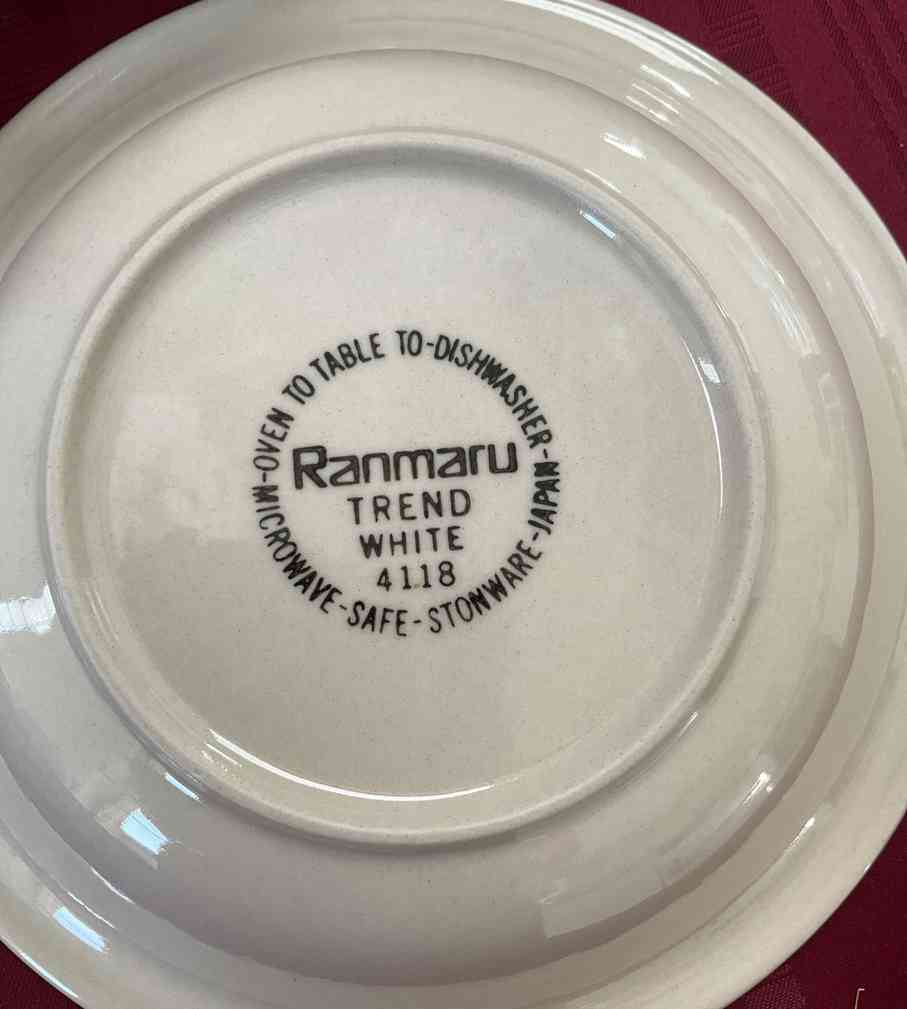 -OVEN TO TABLE TO-DISHWASHER-JAPAN-STONWARE-SAFE-MICROWAVE
Ranmaru
TREND
WHITE
4118